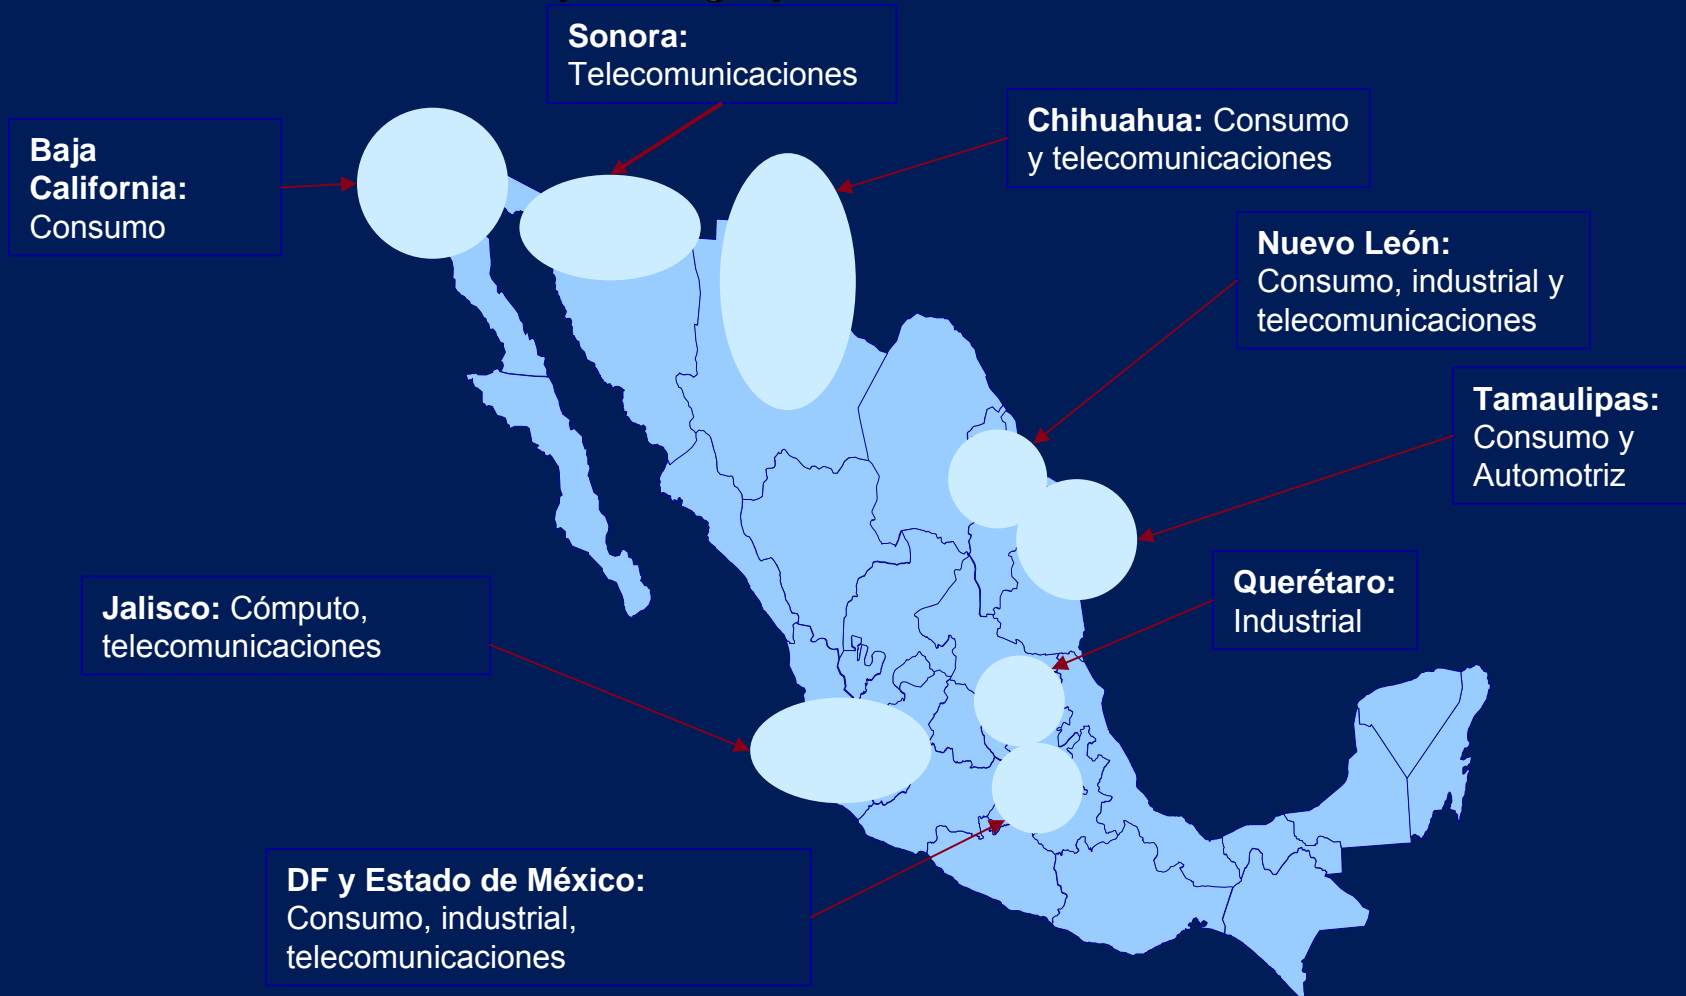 Sonora:
Telecomunicaciones
Baja
California:
Consumo
Chihuahua: Consumo
y telecomunicaciones
Nuevo León:
Consumo, industrial y
telecomunicaciones
Tamaulipas:
Consumo y
Automotriz
Querétaro:
Industrial
Jalisco: Cómputo,
telecomunicaciones
DF y Estado de México:
Consumo, industrial,
telecomunicaciones